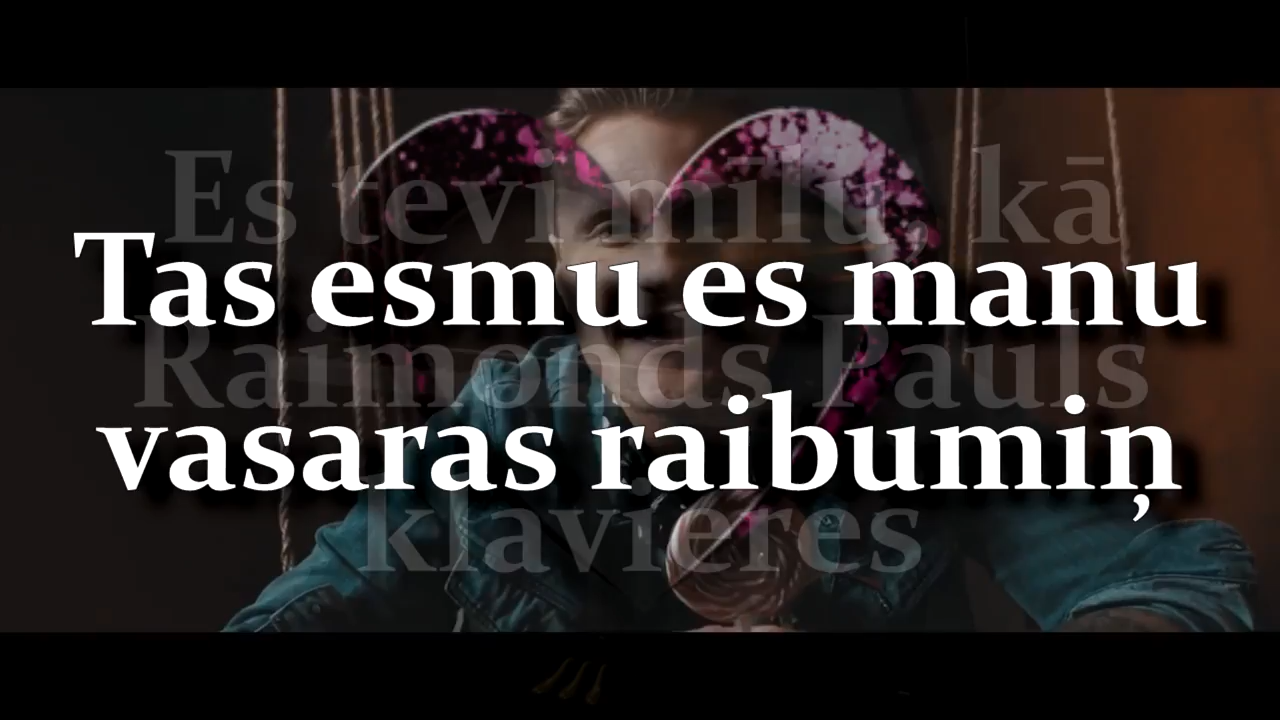 Es tevi mīlu, kā
Raimonds Pauls
klavieres
Tas esmu es manu
vasaras raibumiņ